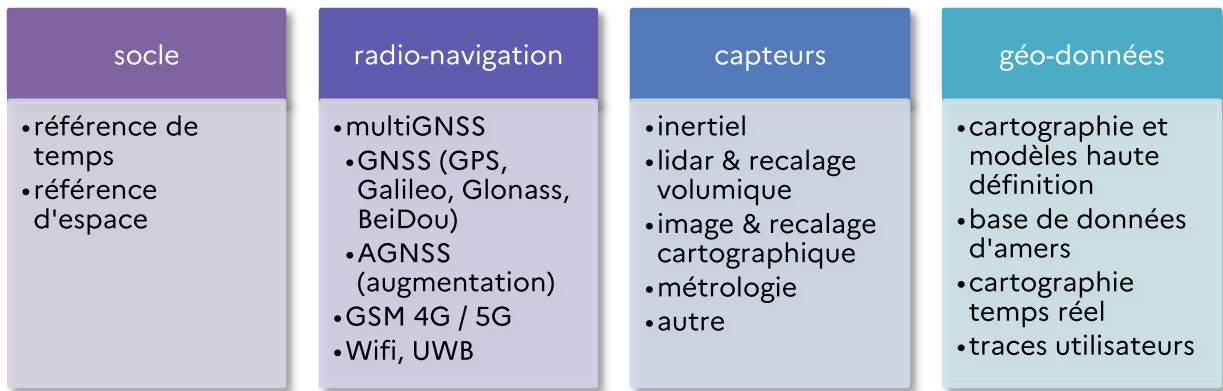 socle
•référence de
temps
•référence
d'espace
radio-navigation
•multiGNSS
•GNSS (GPS,
Galileo, Glonass,
BeiDou)
•AGNSS
(augmentation)
•GSM 4G / 5G
•Wifi, UWB
capteurs
•inertiel
•lidar & recalage
volumique
•image & recalage
cartographique
•métrologie
•autre
géo-données
•cartographie et
modèles haute
définition
•base de données
d'amers
•cartographie
temps réel
•traces utilisateurs